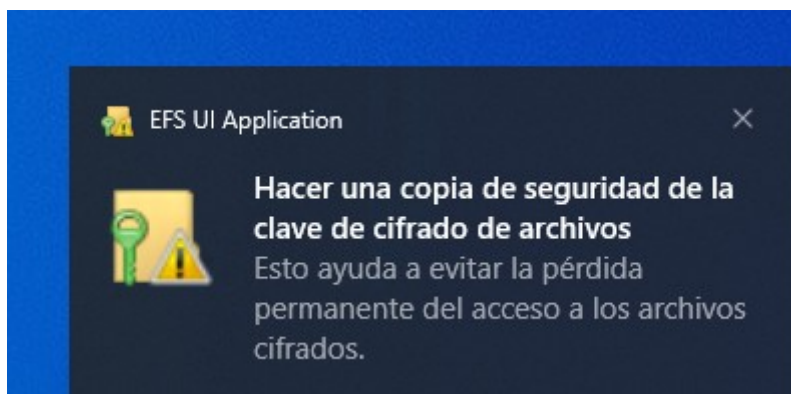 EFS UI Application
Hacer una copia de seguridad de la
clave de cifrado de archivos
Esto ayuda a evitar la pérdida
permanente del acceso a los archivos
cifrados.